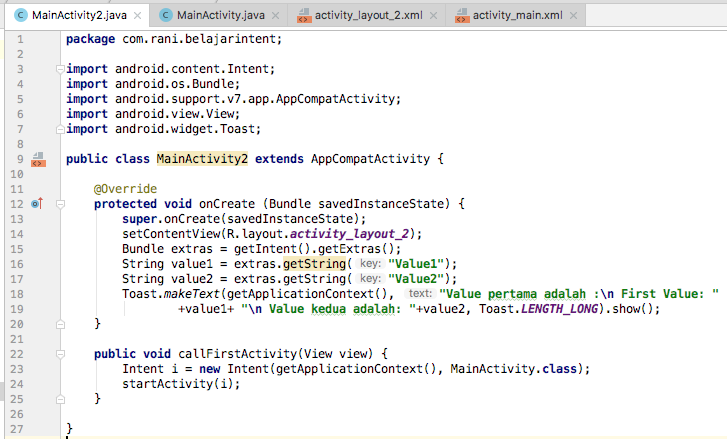 MainActivity2.java MainActivity.java activity_layout_2.xml activity_main.xml
1 package com.rani.belajarintent;
2
3 import android.content.Intent;
4 import android.os.Bundle;
5 import android.support.v7.app.AppCompatActivity;
6 import android.view.View;
7 import android.widget.Toast;
8
9 public class MainActivity2 extends AppCompatActivity {
10
11 @Override
12 protected void onCreate (Bundle savedInstanceState) {
13 super.onCreate(savedInstanceState);
14 setContentView(R.layout.activity_layout_2);
15 Bundle extras = getIntent().getExtras();
16 String value1 = extras.getString( key: "Value1");
17 String value2 = extras.getString( key: "Value2");
18 Toast.makeText(getApplicationContext(), text: "Value pertama adalah :\n First Value: "
19 +value1+ "\n Value kedua adalah: "+value2, Toast.LENGTH_LONG).show();
20 }
21
22 public void callFirstActivity(View view) {
23 Intent i = new Intent(getApplicationContext(), MainActivity.class);
24 startActivity(i);
25 }
26
27 }